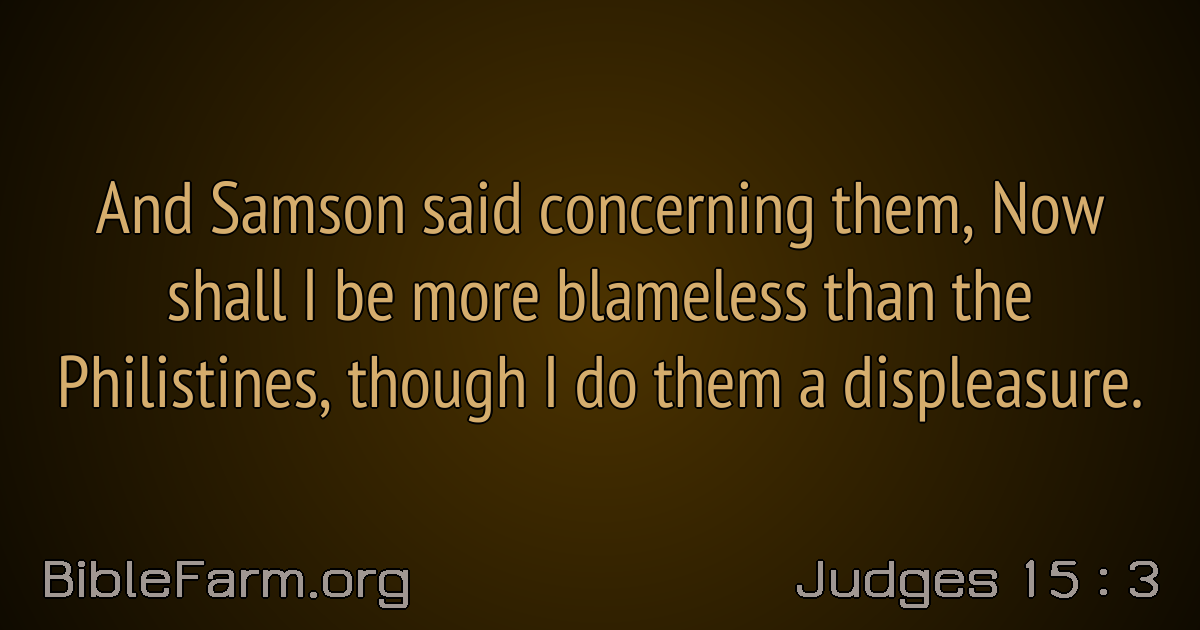 And Samson said concerning them, Now
shall I be more blameless than the
Philistines, though I do them a displeasure.
BibleFarm.org
Judges 15 : 3